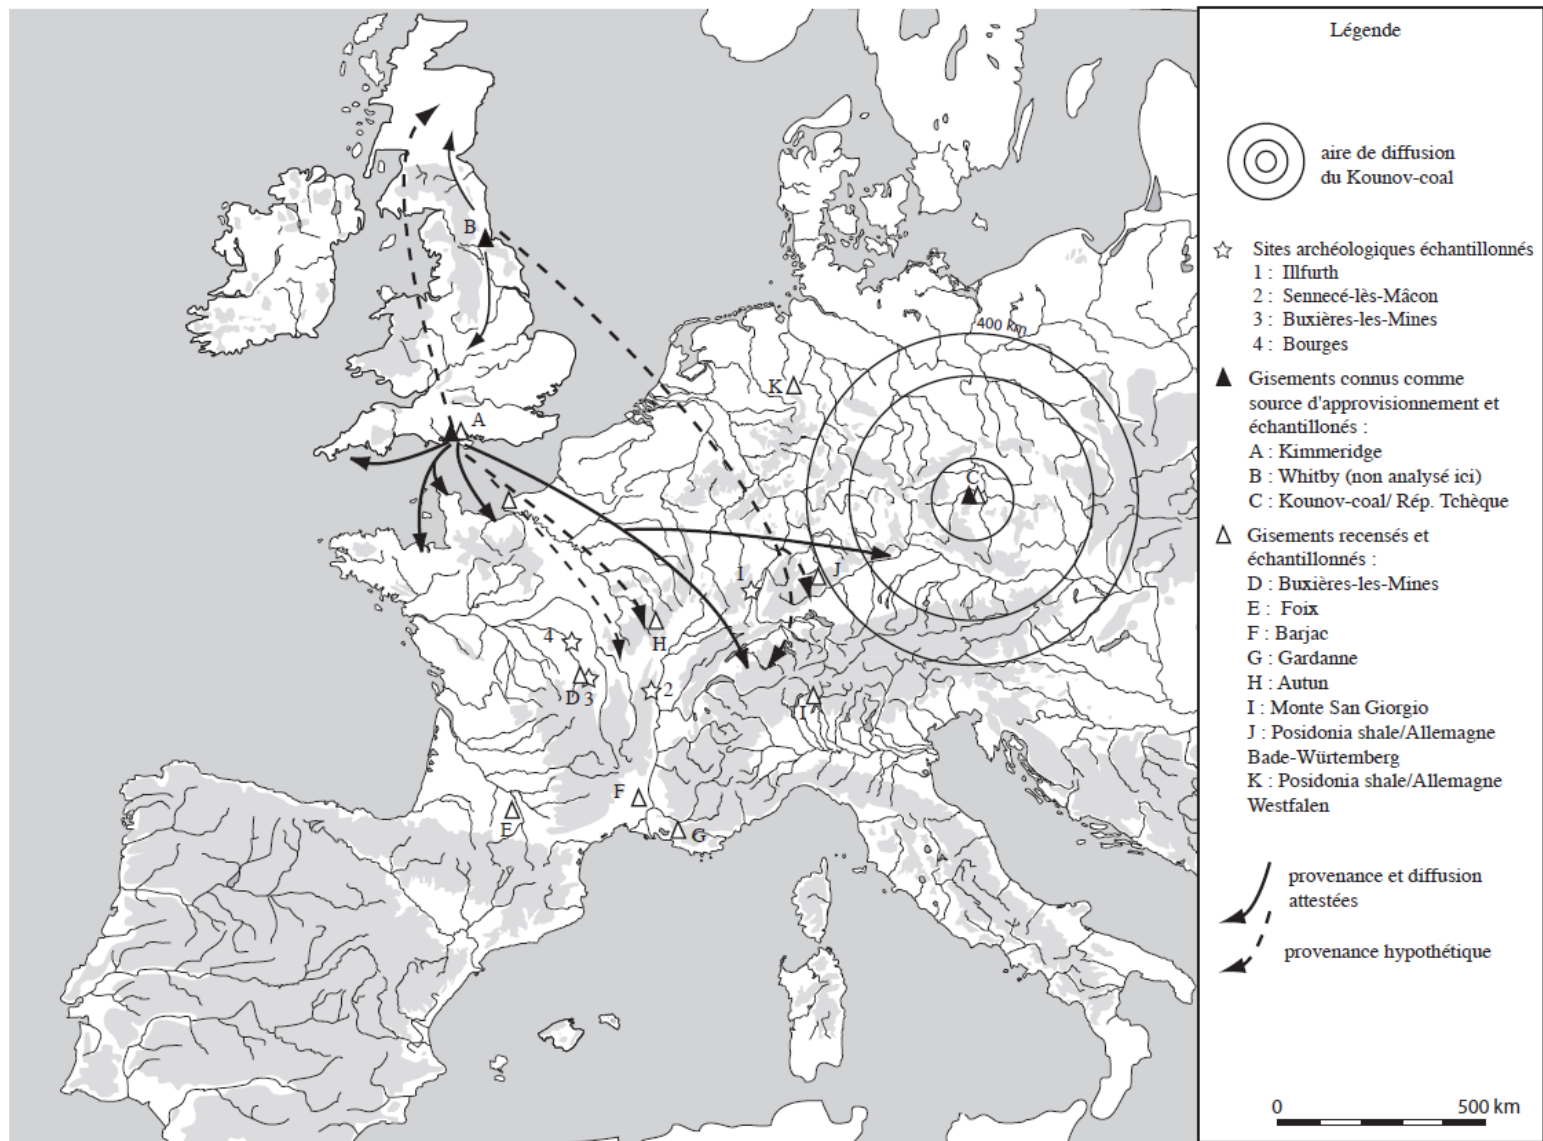 Légende
aire de diffusion
du Kounov-coal
Sites archéologiques échantillonnés
1 : Illfurth
2 : Sennecé-lès-Mâcon
3 : Buxières-les-Mines
4 : Bourges
Gisements connus comme
source d'approvisionnement et
échantillonés :
A : Kimmeridge
B : Whitby (non analysé ici)
C : Kounov-coal/ Rép. Tchèque
Gisements recensés et
échantillonnés :
D : Buxières-les-Mines
E : Foix
F : Barjac
G : Gardanne
H : Autun
I : Monte San Giorgio
J : Posidonia shale/Allemagne
Bade-Würtemberg
K : Posidonia shale/Allemagne
Westfalen
provenance et diffusion
attestées
provenance hypothétique
0 500 km
B
400 km
K
A
C
1
J
4
H
D 3
2
I
F
E
G